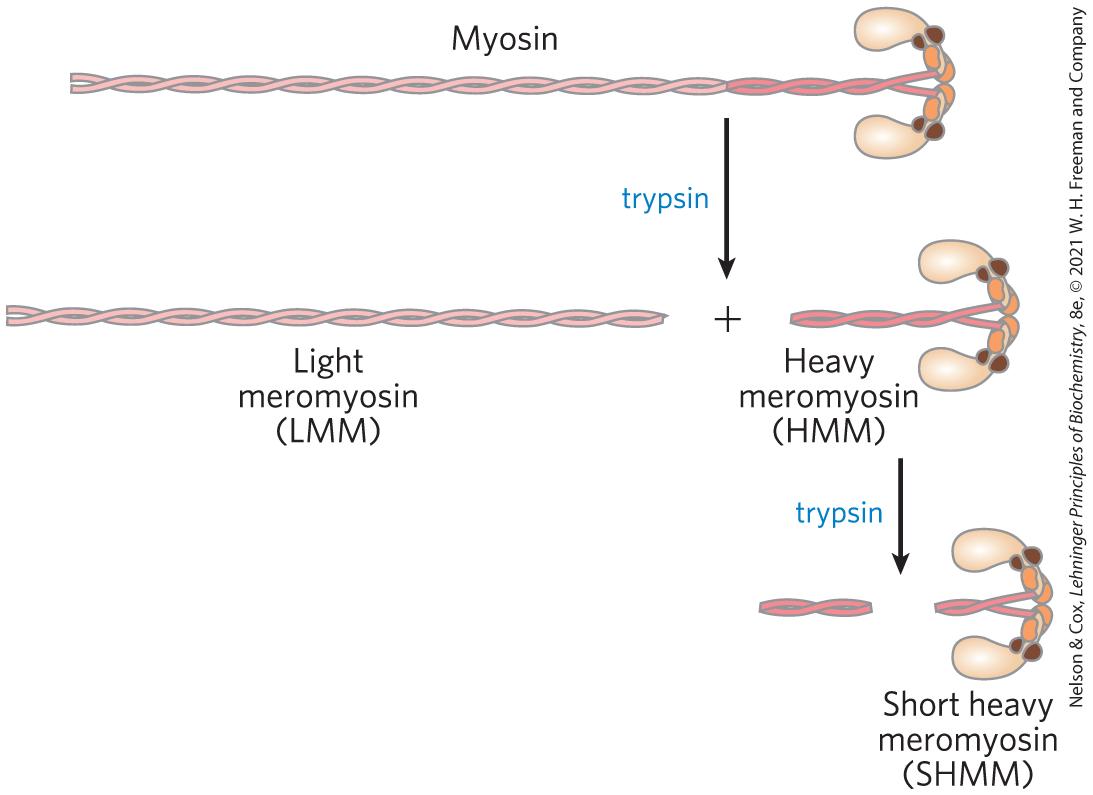 Myosin
trypsin
+
Light
meromyosin
(LMM)
Heavy
meromyosin
(HMM)
trypsin
Short heavy
meromyosin
(SHMM)
Nelson & Cox, Lehninger Principles of Biochemistry, 8e, © 2021 W. H. Freeman and Company